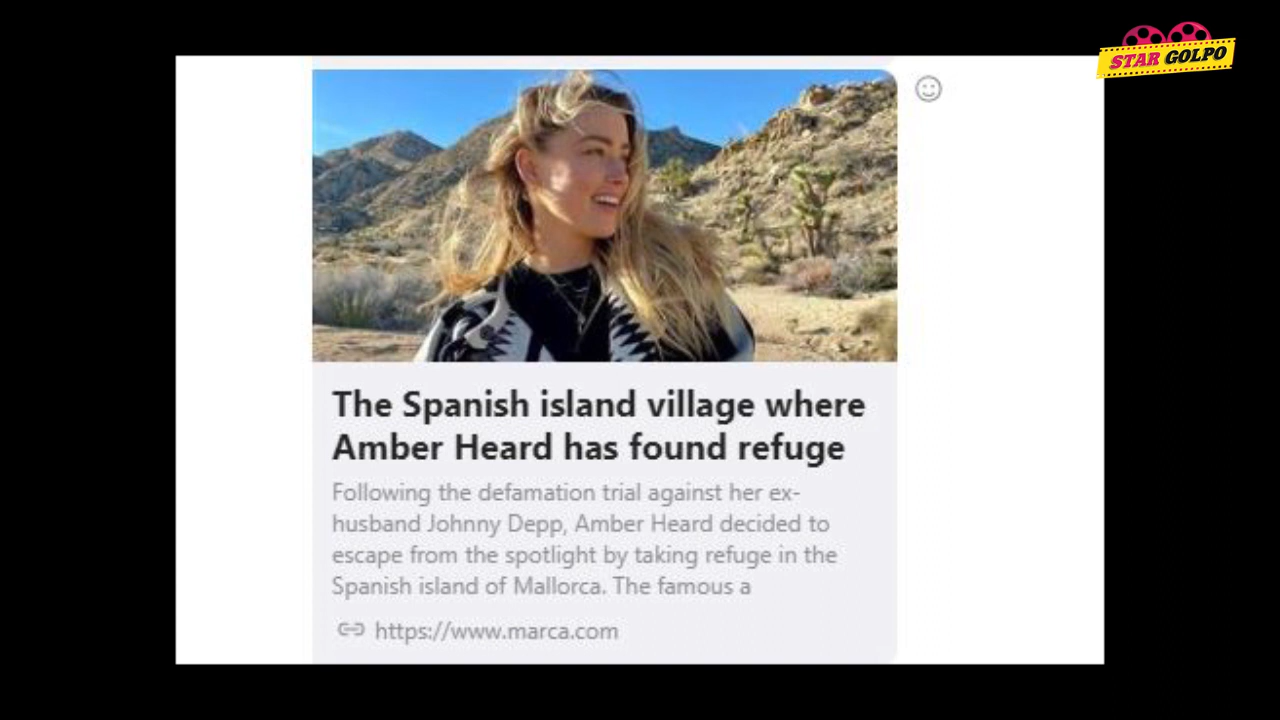 STAR GOLPO
The Spanish island village where
Amber Heard has found refuge
Following the defamation trial against her ex-
husband Johnny Depp, Amber Heard decided to
escape from the spotlight by taking refuge in the
Spanish island of Mallorca. The famous a
https://www.marca.com